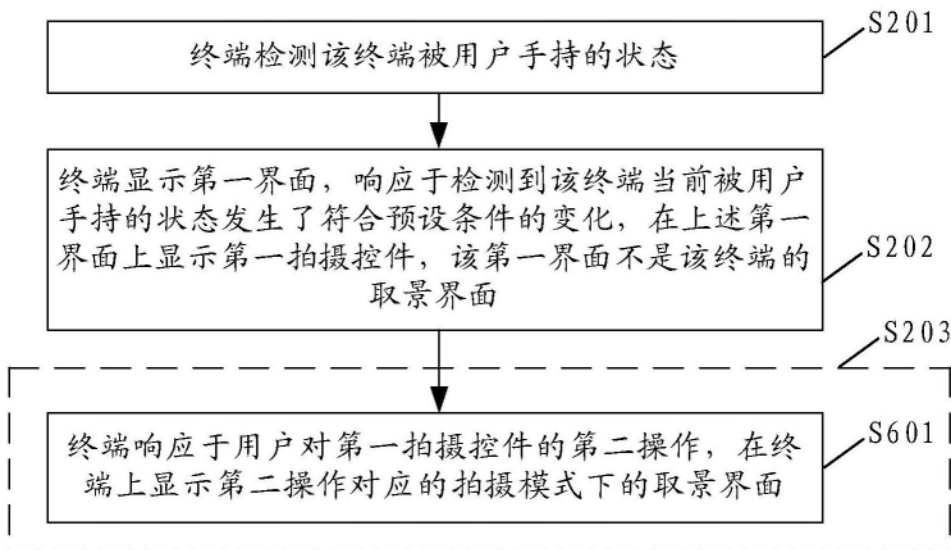 S201
终端检测该终端被用户手持的状态
终端显示第一界面，响应于检测到该终端当前被用户
手持的状态发生了符合预设条件的变化，在上述第一
界面上显示第一拍摄控件，该第一界面不是该终端的
取景界面
S202
S203
终端响应于用户对第一拍摄控件的第二操作，在终
端上显示第二操作对应的拍摄模式下的取景界面
S601